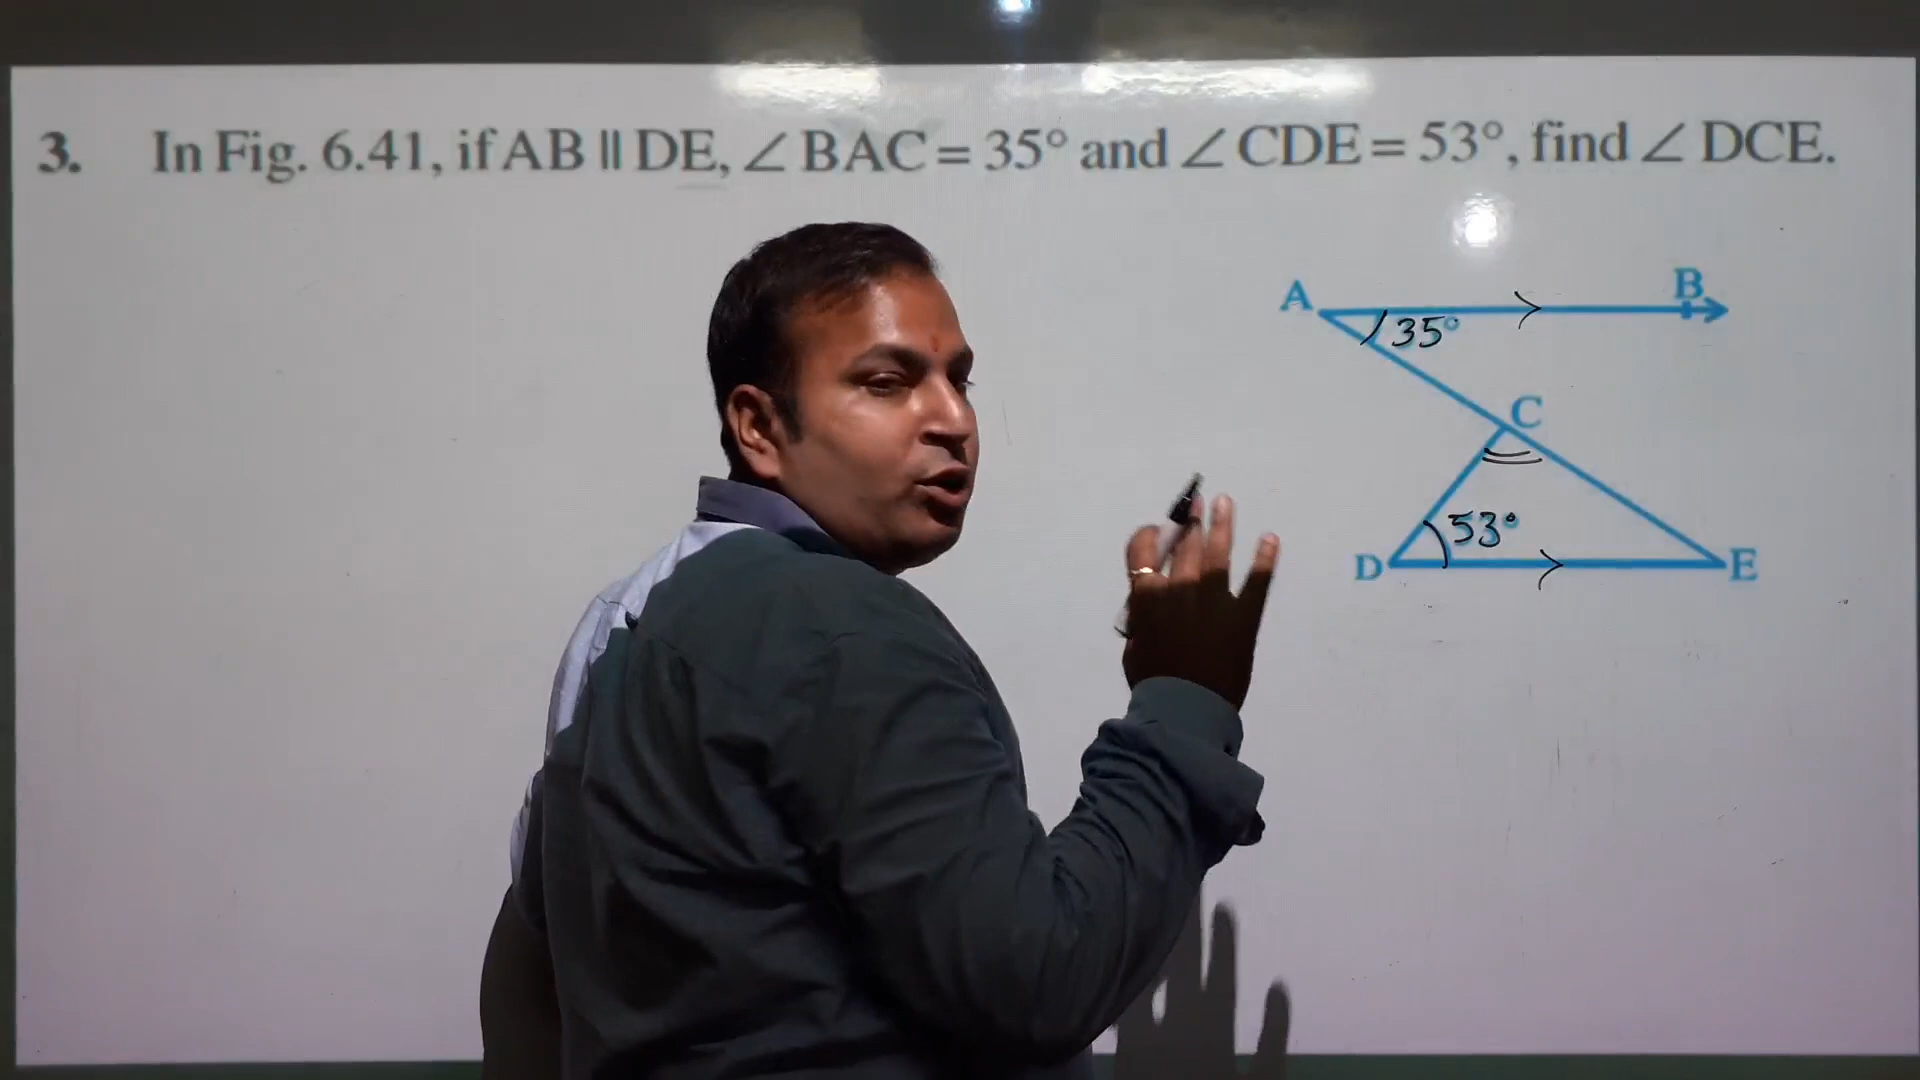 3. In Fig. 6.41, if AB || DE, ∠ BAC = 35° and ∠ CDE = 53°, find ∠ DCE.
A
B
35°
C
53°
D
E